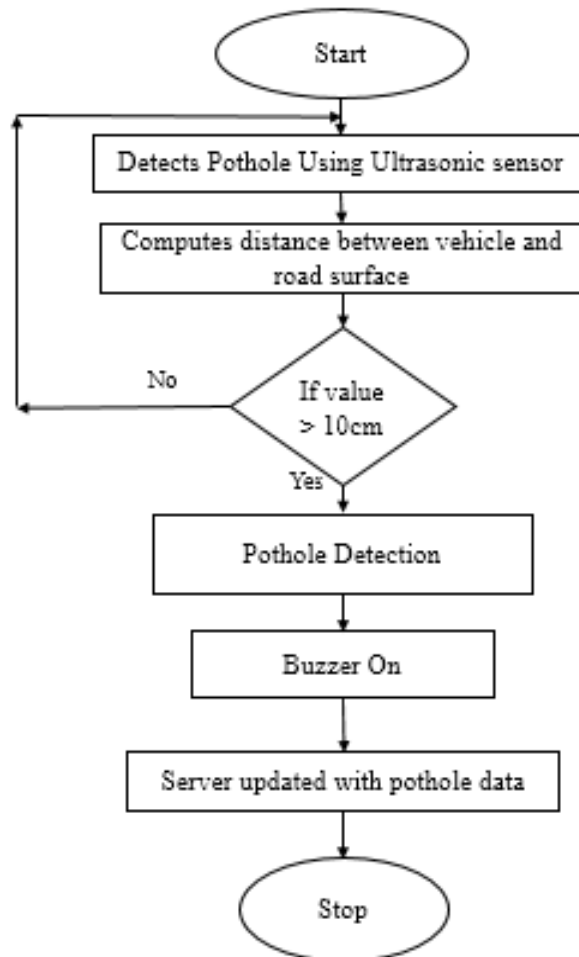 Start
Detects Pothole Using Ultrasonic sensor
Computes distance between vehicle and
road surface
No
If value
> 10cm
Yes
Pothole Detection
Buzzer On
Server updated with pothole data
Stop